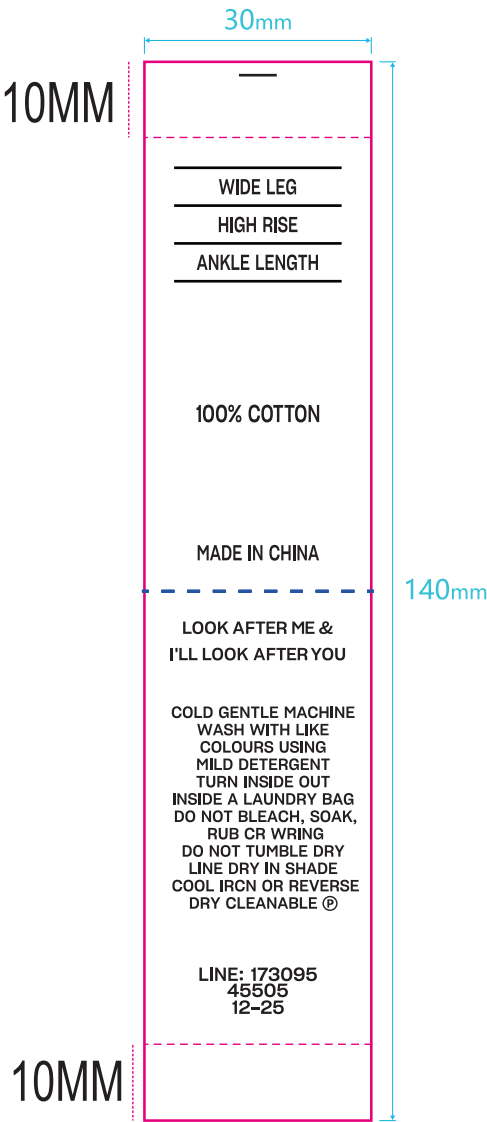 30mm
10MM
WIDE LEG
HIGH RISE
ANKLE LENGTH
100% COTTON
MADE IN CHINA
140mm
LOOK AFTER ME &
I'LL LOOK AFTER YOU
COLD GENTLE MACHINE
WASH WITH LIKE
COLOURS USING
MILD DETERGENT
TURN INSIDE OUT
INSIDE A LAUNDRY BAG
DO NOT BLEACH, SOAK,
RUB CR WRING
DO NOT TUMBLE DRY
LINE DRY IN SHADE
COOL IRCN OR REVERSE
DRY CLEANABLE Ⓟ
LINE: 173095
45505
12-25
10MM